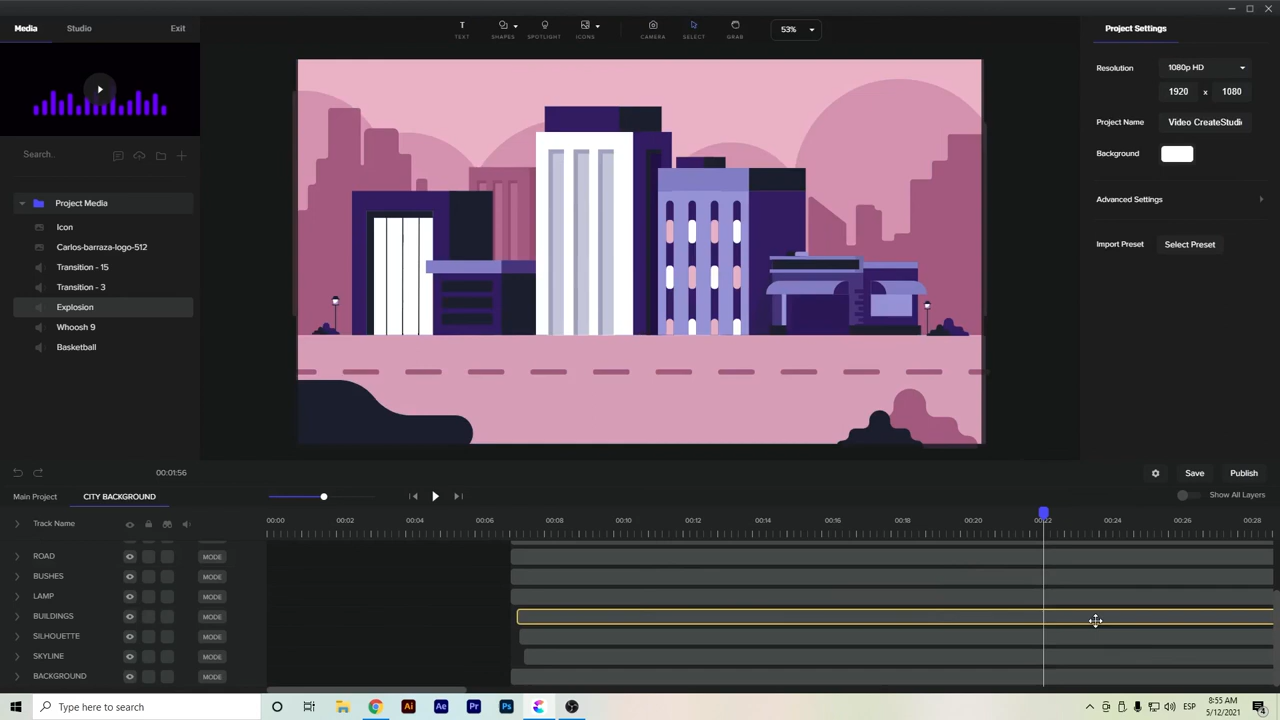 Media Studio Exit
TEXT SHAPES SPOTLIGHT ICONS CAMERA SELECT GRAB 53%
Project Settings
Resolution 1080p HD
1920 x 1080
Project Name Video CreateStudi
Background
Advanced Settings
Import Preset Select Preset
Search..
Project Media
Icon
Carlos-barraza-logo-512
Transition - 15
Transition - 3
Explosion
Whoosh 9
Basketball
00:01:56 Save Publish
Main Project CITY BACKGROUND Show All Layers
Track Name 00:00 00:02 00:04 00:06 00:08 00:10 00:12 00:14 00:16 00:18 00:20 00:22 00:24 00:26 00:28
ROAD MODE
BUSHES MODE
LAMP MODE
BUILDINGS MODE
SILHOUETTE MODE
SKYLINE MODE
BACKGROUND MODE
Type here to search Ai Ae Pr Ps ESP 8:55 AM
5/12/2021 4